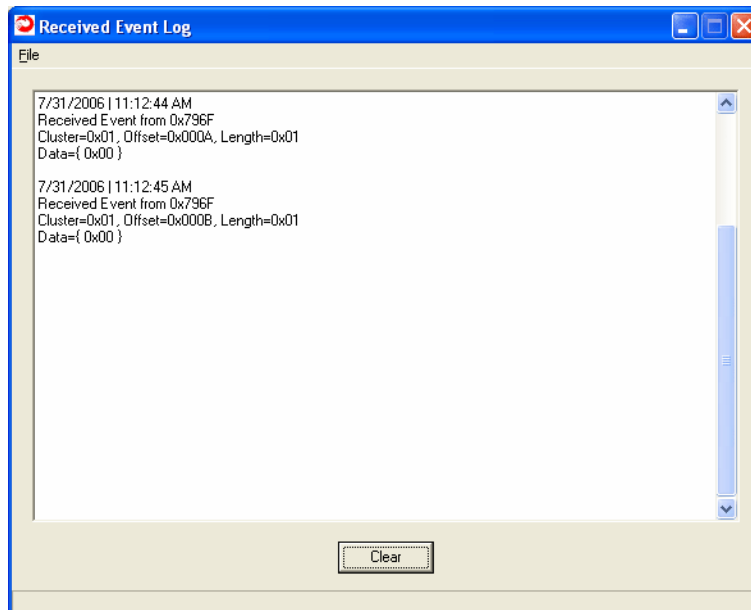 Received Event Log
File
7/31/2006 | 11:12:44 AM
Received Event from 0x796F
Cluster=0x01, Offset=0x000A, Length=0x01
Data={ 0x00 }
7/31/2006 | 11:12:45 AM
Received Event from 0x796F
Cluster=0x01, Offset=0x000B, Length=0x01
Data={ 0x00 }
Clear